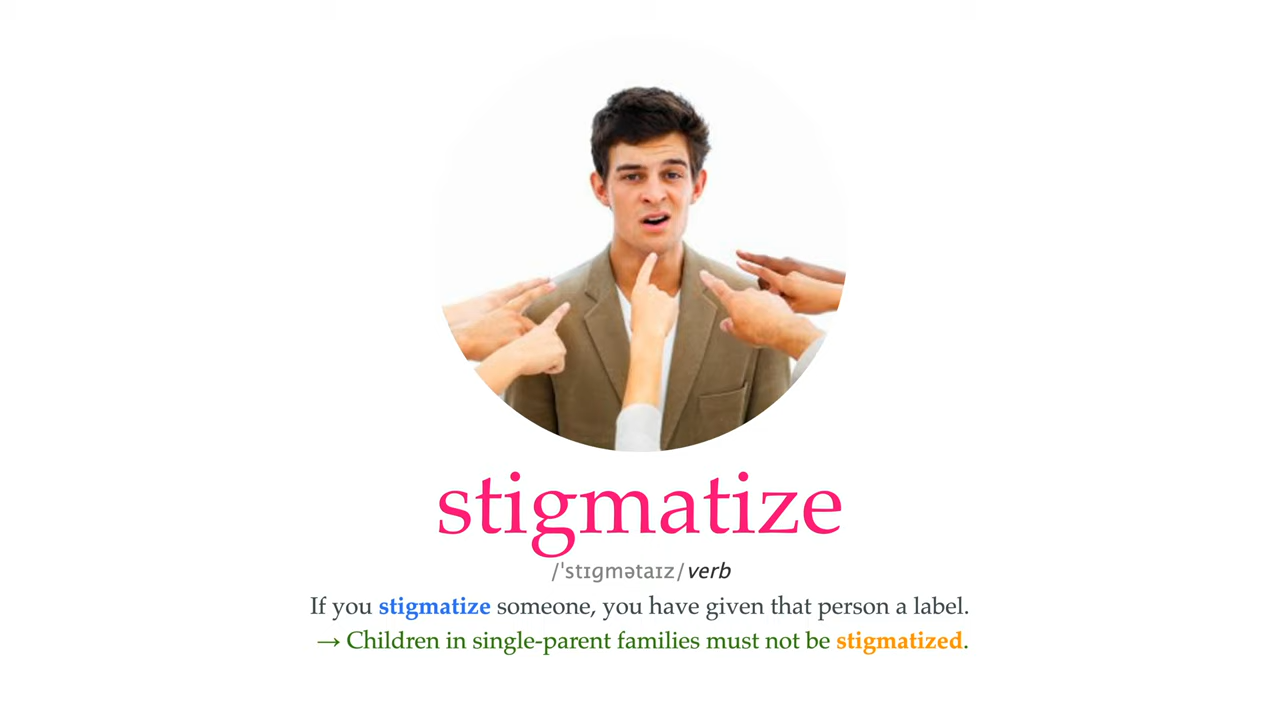 stigmatize
/ˈstɪɡmətaɪz/verb
If you stigmatize someone, you have given that person a label.
→ Children in single-parent families must not be stigmatized.